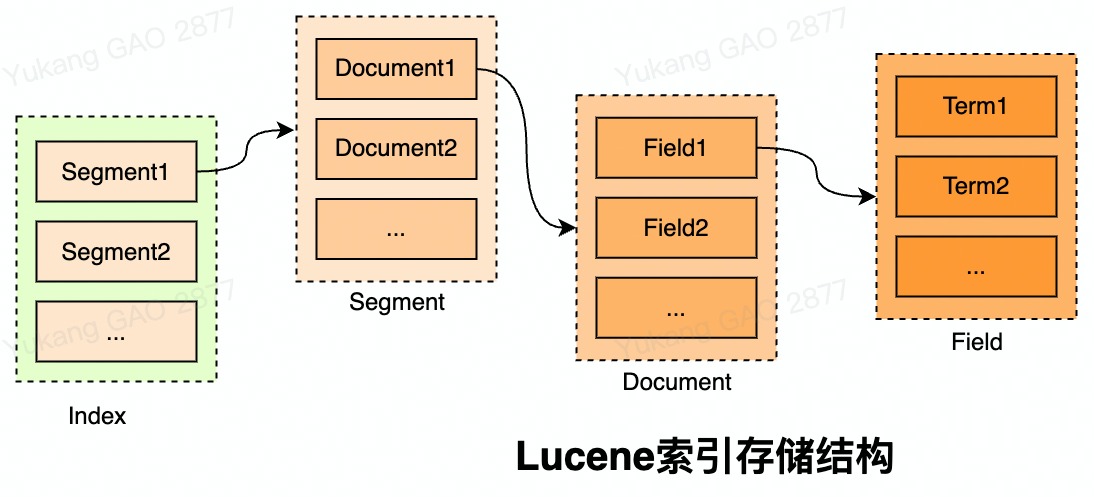 Yukang GAO 2877
Yukang GAO 2877
Segment1
Segment2
...
Index
Document1
Document2
...
Segment
Field1
Field2
...
Document
Term1
Term2
...
Field
Yukang GAO 2877
Yukang GAO 2877
Lucene索引存储结构